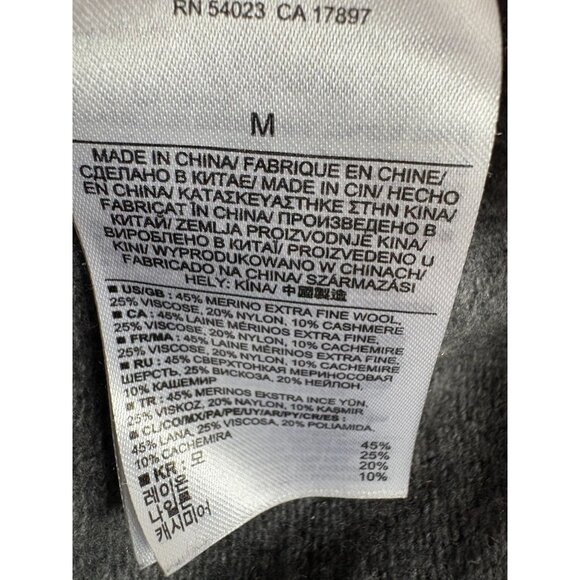 RN 54023 CA 17897
M
MADE IN CHINA/ FABRIQUE EN CHINE/
СДЕЛАНО В КИТАЕ/ MADE IN CIN/ HECHO
EN CHINA/ ΚΑΤΑΣΚΕΥΑΣΤΗΚΕ ΣΤΗΝ ΚΙΝΑ/
FABRICAT ÎN CHINA/ ПРОИЗВЕДЕНО В
КИТАЙ/ ZEMLJA PROIZVODNJE KINA/
ВИРОБЛЕНО В КИТАЇ/ PROIZVEDENO U
KINI/ WYPRODUKOWANO W CHINACH/
FABRICADO NA CHINA/ SZÁRMAZÁSI
HELY: KÍNA/ 中國製造
■ US/GB : 45% MERINO EXTRA FINE WOOL,
25% VISCOSE, 20% NYLON, 10% CASHMERE
■ CA : 45% LAINE MÉRINOS EXTRA FINE,
25% VISCOSE, 20% NYLON, 10% CACHEMIRE
■ FR/MA : 45% LAINE MÉRINOS EXTRA FINE,
25% VISCOSE, 20% NYLON, 10% CACHEMIRE
■ RU : 45% СВЕРХТОНКАЯ МЕРИНОСОВАЯ
ШЕРСТЬ, 25% ВИСКОЗА, 20% НЕЙЛОН,
10% КАШЕМИР
■ TR : 45% MERINOS EKSTRA INCE YÜN,
25% VISKOZ, 20% NAYLON, 10% KAŞMİR
■ CL/CO/MX/PA/PE/UY/AR/PY/CR/ES :
45% LANA, 25% VISCOSA, 20% POLIAMIDA,
10% CACHEMIRA
■ KR : 모 45%
레이온 25%
나일론 20%
캐시미어 10%